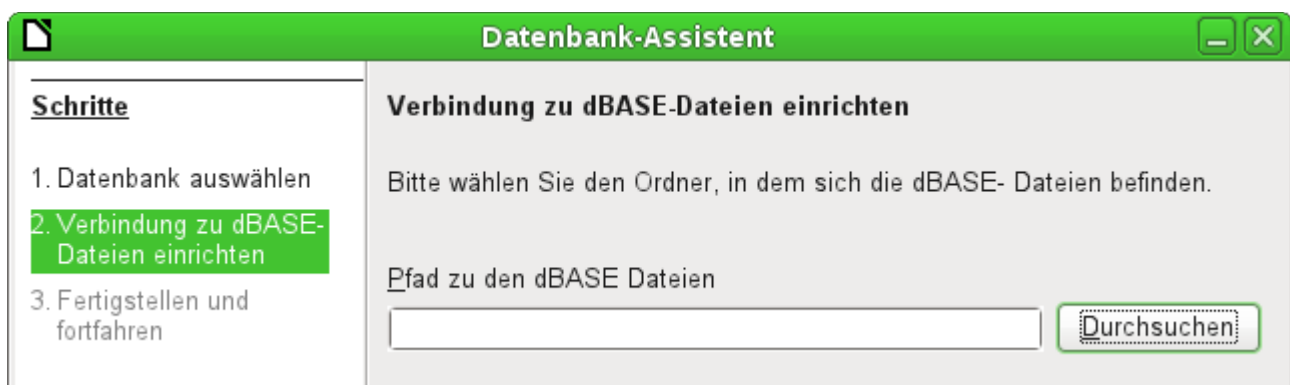 Datenbank-Assistent
Schritte
1. Datenbank auswählen
2. Verbindung zu dBASE-
Dateien einrichten
3. Fertigstellen und
fortfahren
Verbindung zu dBASE-Dateien einrichten
Bitte wählen Sie den Ordner, in dem sich die dBASE- Dateien befinden.
Pfad zu den dBASE Dateien
Durchsuchen